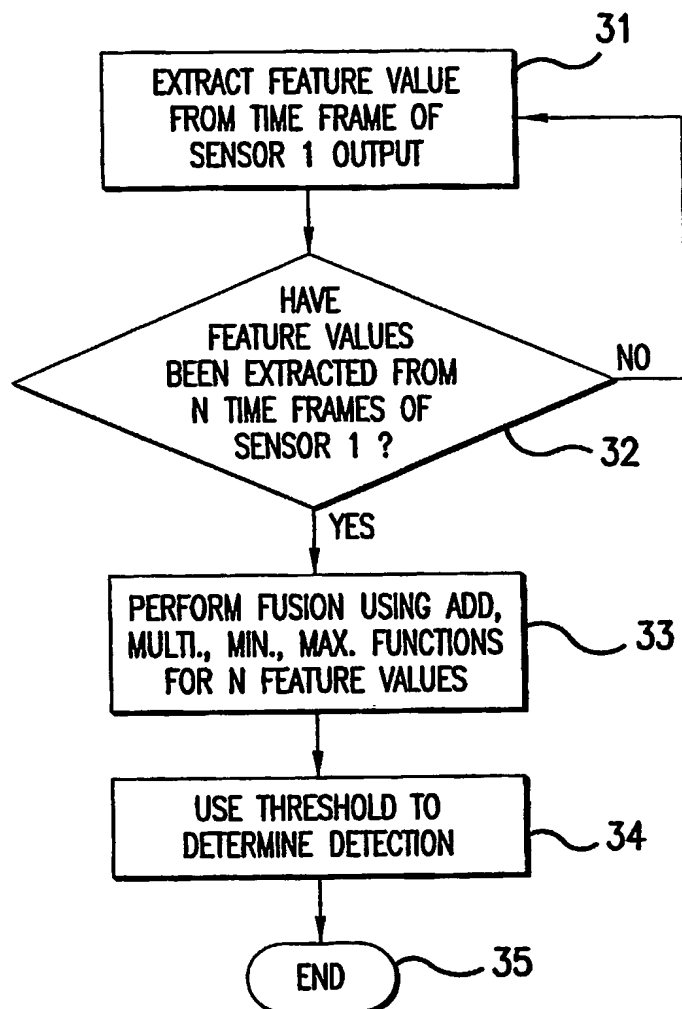 31
EXTRACT FEATURE VALUE
FROM TIME FRAME OF
SENSOR 1 OUTPUT
HAVE
FEATURE VALUES
BEEN EXTRACTED FROM
N TIME FRAMES OF
SENSOR 1 ?
NO
32
YES
PERFORM FUSION USING ADD,
MULTI., MIN., MAX. FUNCTIONS
FOR N FEATURE VALUES
33
USE THRESHOLD TO
DETERMINE DETECTION
34
END
35